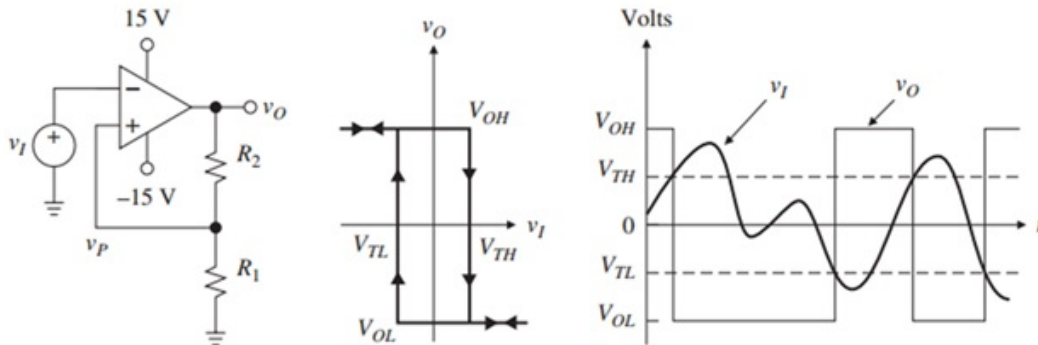 15 V
−
+
v_O
v_I
+
R_2
–15 V
v_P
R_1
v_O
V_OH
v_I
V_TL
V_TH
V_OL
Volts
v_I
v_O
V_OH
V_TH
0
V_TL
V_OL